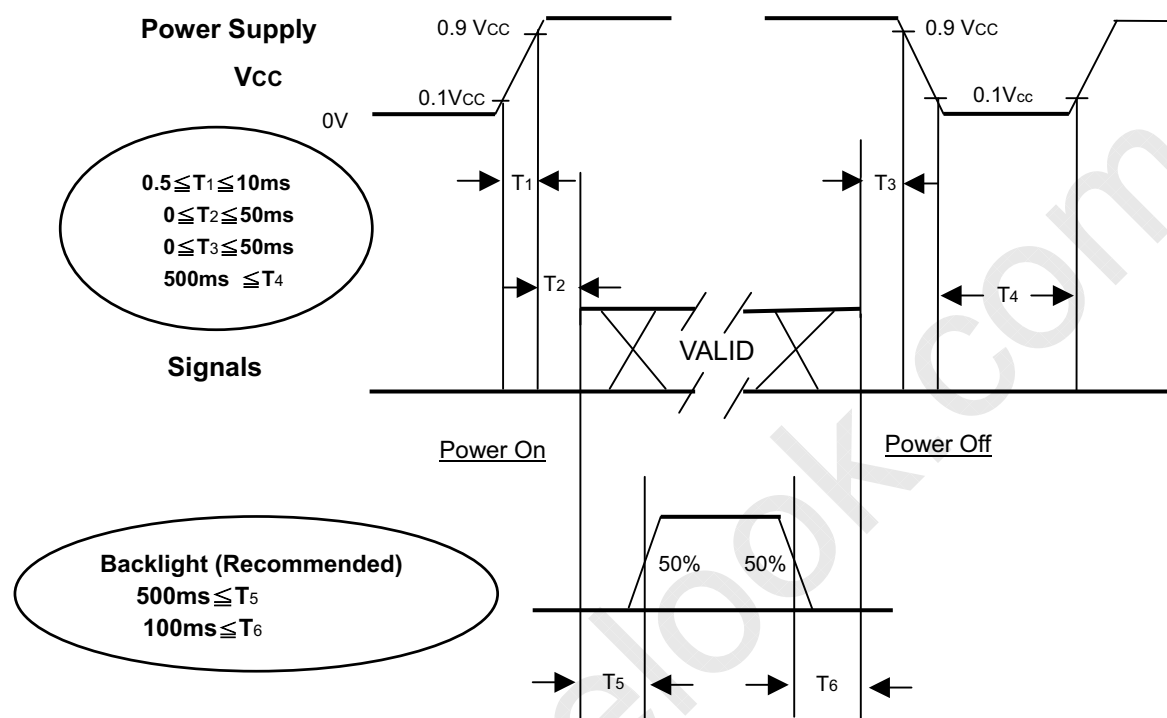 Power Supply
Vcc
0.9 Vcc
0.1Vcc
0V
0.9 Vcc
0.1Vcc
0.5≦T1≦10ms
0≦T2≦50ms
0≦T3≦50ms
500ms ≦T4
T1
T3
T2
T4
VALID
Signals
Power On
Power Off
Backlight (Recommended)
500ms≦T5
100ms≦T6
50%
50%
T5
T6
elook.com